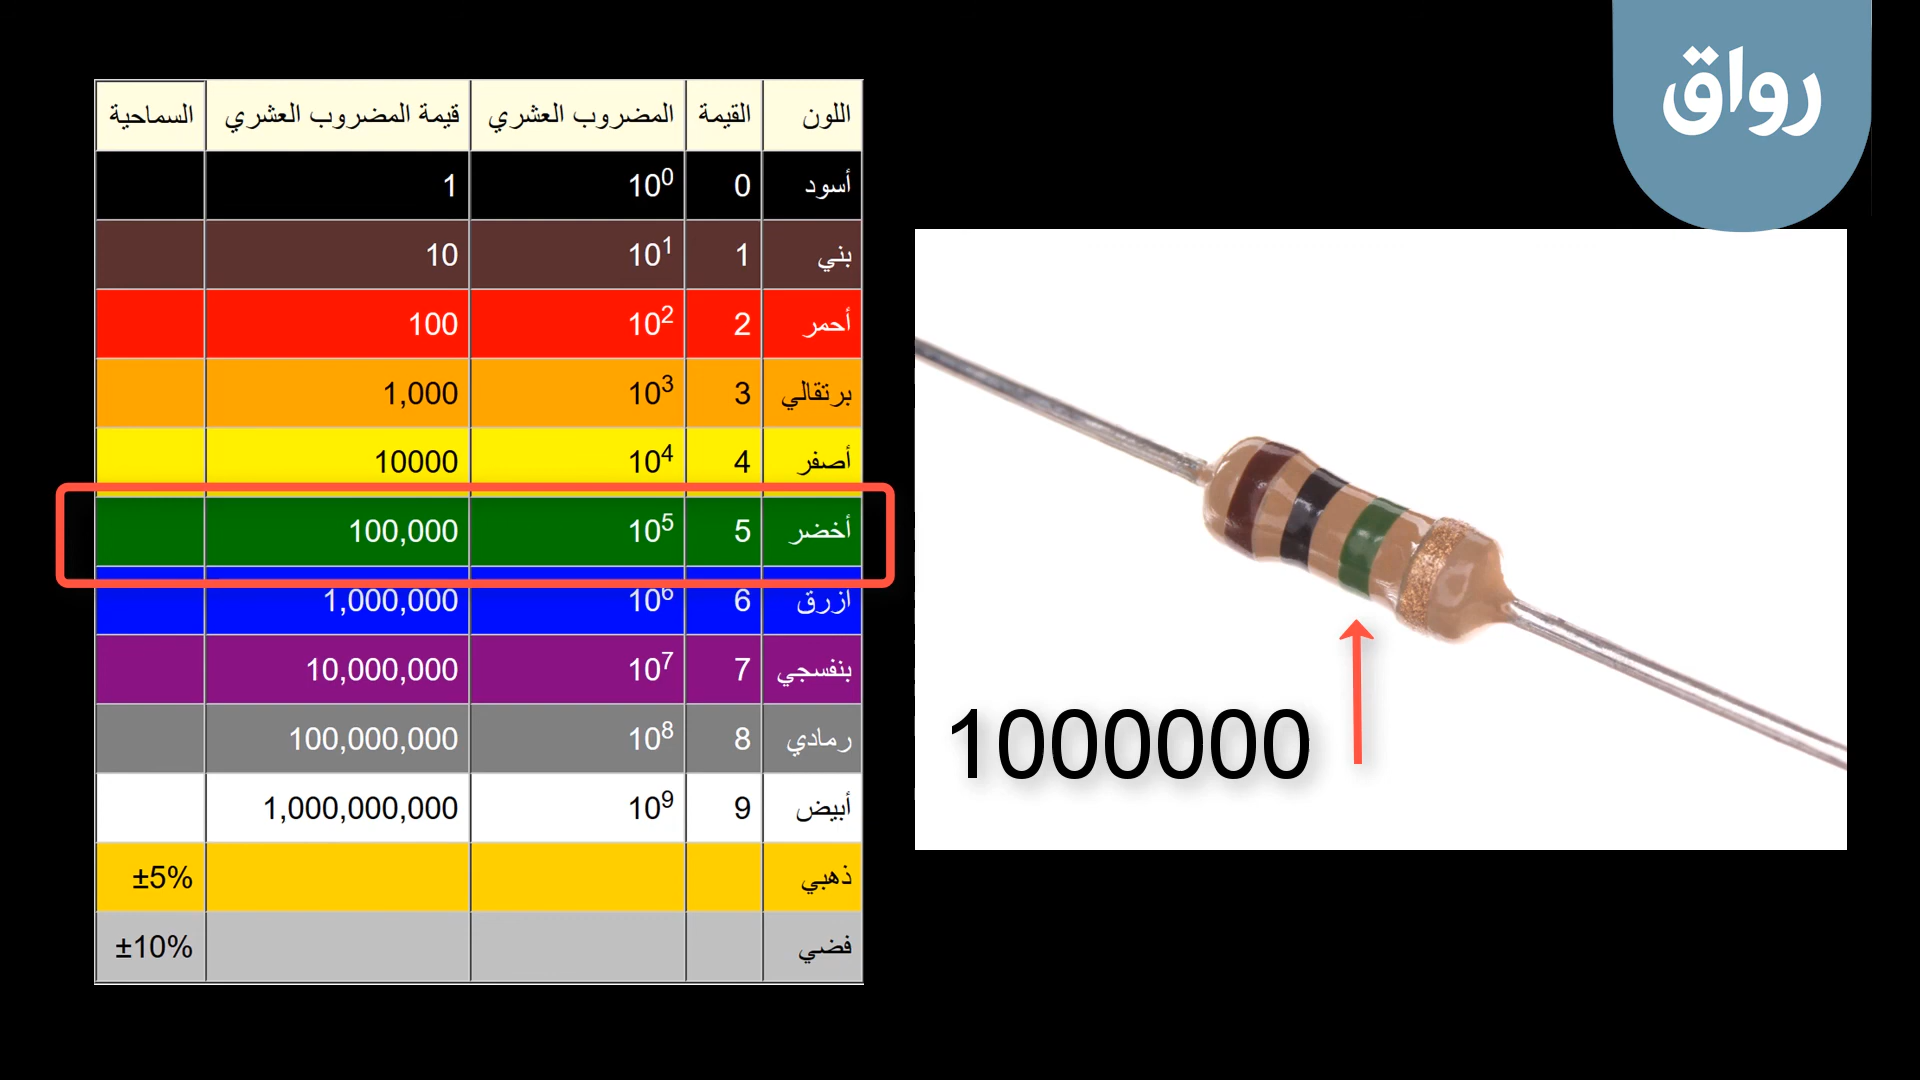 رواق
اللون القيمة المضروب العشري قيمة المضروب العشري السماحية
أسود 0 10⁰ 1
بني 1 10¹ 10
أحمر 2 10² 100
برتقالي 3 10³ 1,000
أصفر 4 10⁴ 10000
أخضر 5 10⁵ 100,000
ازرق 6 10⁶ 1,000,000
بنفسجي 7 10⁷ 10,000,000
رمادي 8 10⁸ 100,000,000
أبيض 9 10⁹ 1,000,000,000
ذهبي ±5%
فضي ±10%
1000000